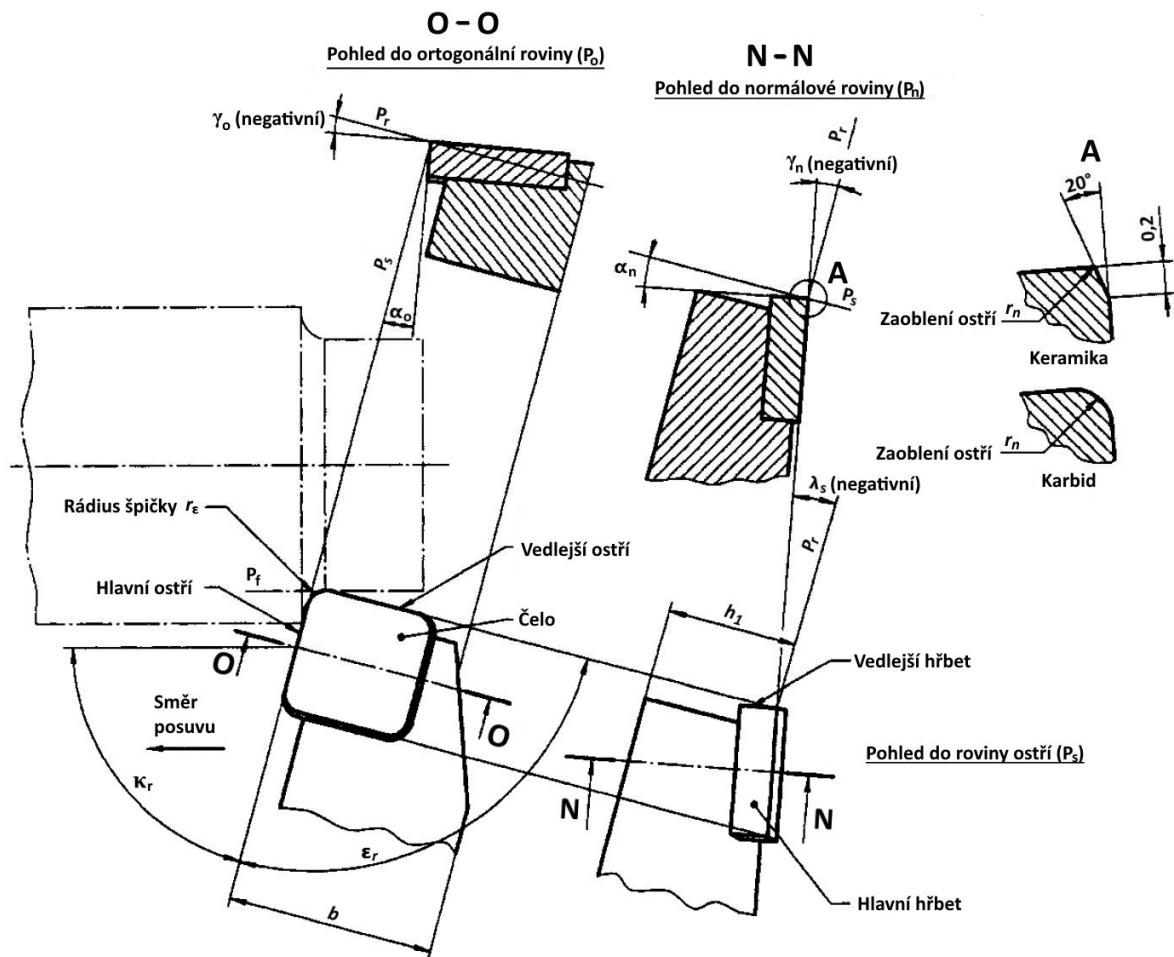 O - O
Pohled do ortogonální roviny (Po)
N - N
Pohled do normálové roviny (Pn)
γo (negativní)
Pr
Pr
γn (negativní)
A
20°
0,2
Ps
αo
αn
A
Ps
Zaoblení ostří rn
Keramika
Zaoblení ostří rn
Karbid
λs (negativní)
Pr
Rádius špičky rε
Vedlejší ostří
Pf
Hlavní ostří
Čelo
h1
O
O
Vedlejší hřbet
Směr
posuvu
Pohled do roviny ostří (Ps)
κr
N
N
εr
Hlavní hřbet
b